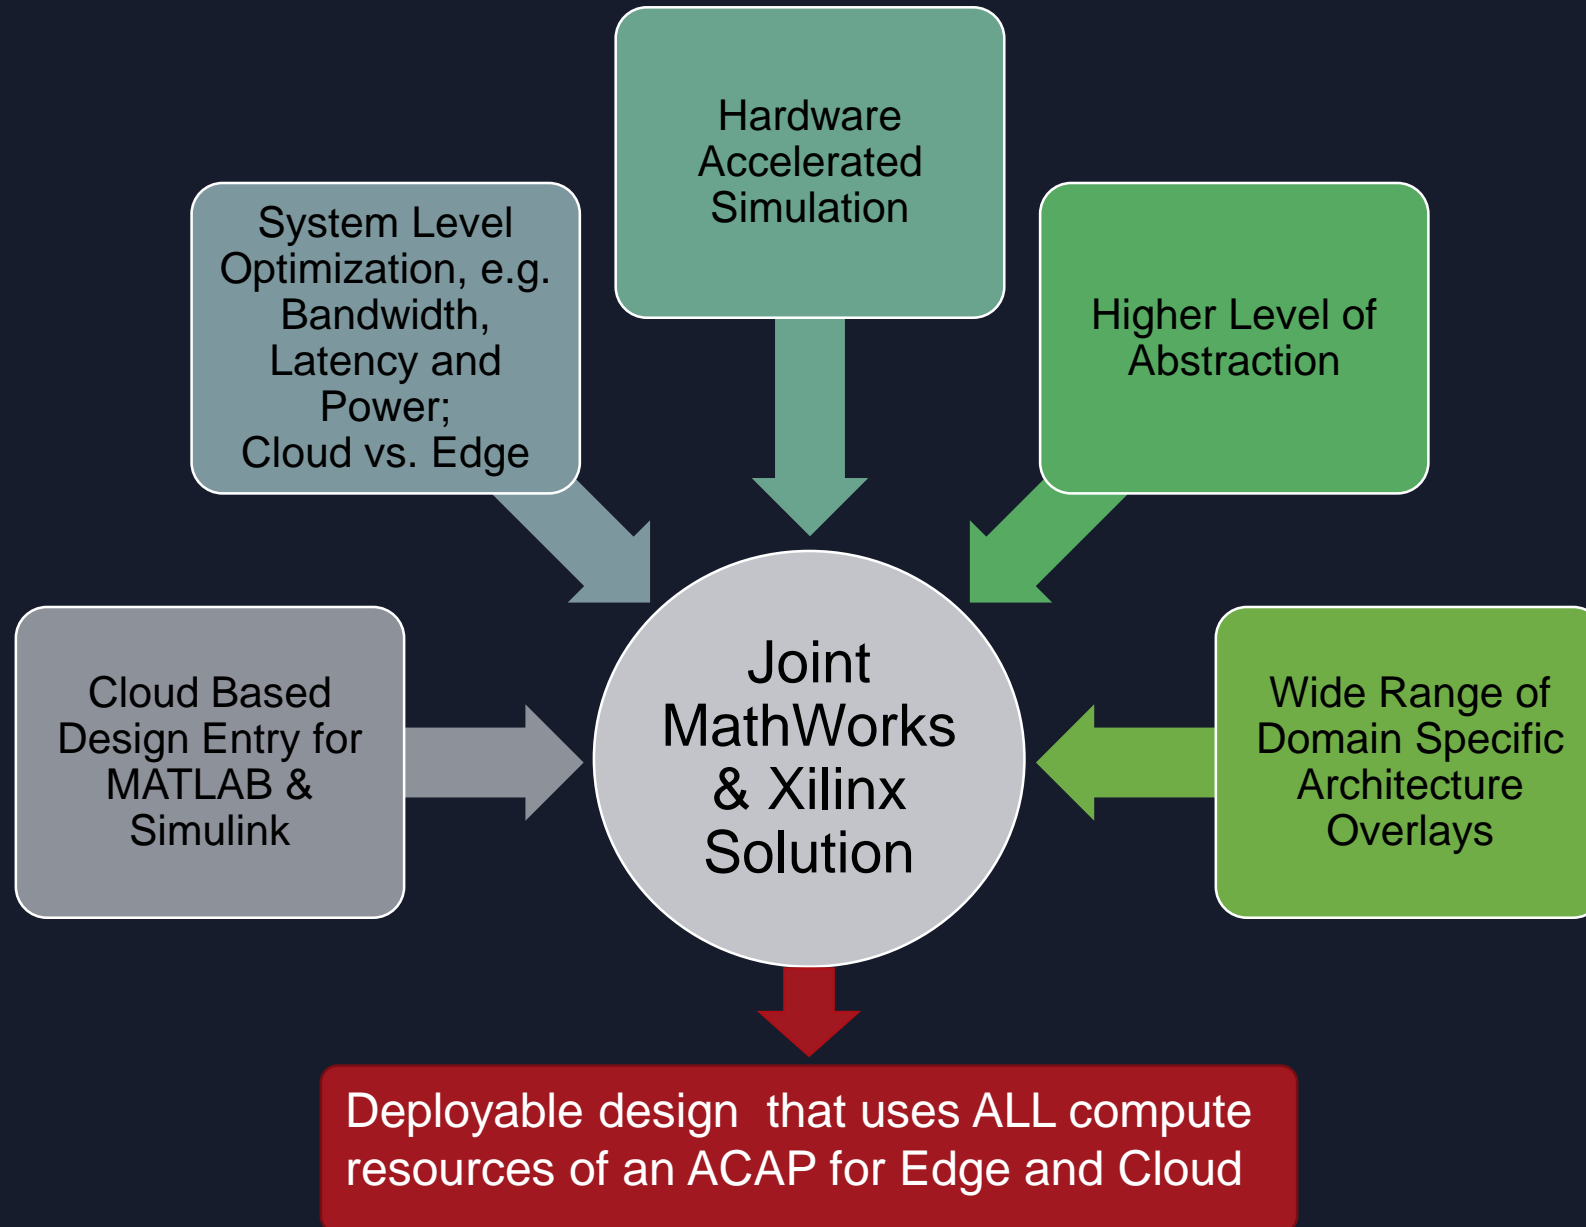 Hardware
Accelerated
Simulation
System Level
Optimization, e.g.
Bandwidth,
Latency and
Power;
Cloud vs. Edge
Higher Level of
Abstraction
Cloud Based
Design Entry for
MATLAB &
Simulink
Joint
MathWorks
& Xilinx
Solution
Wide Range of
Domain Specific
Architecture
Overlays
Deployable design  that uses ALL compute
resources of an ACAP for Edge and Cloud